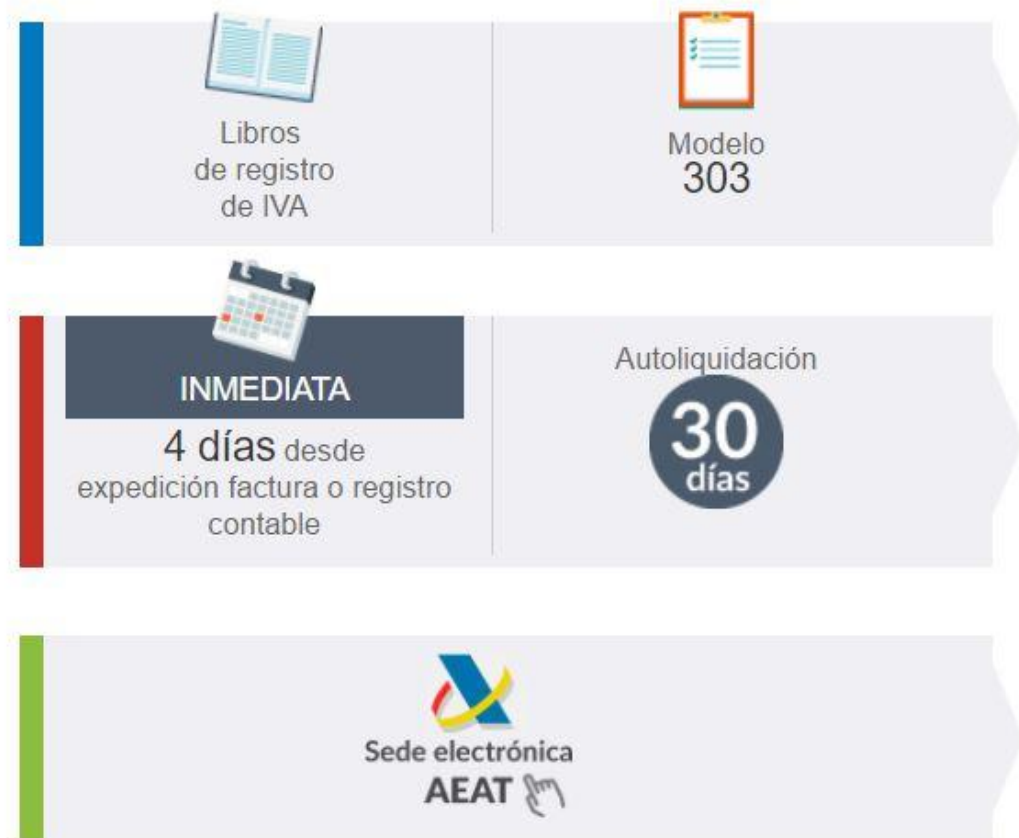 Libros
de registro
de IVA
Modelo
303
INMEDIATA
4 días desde
expedición factura o registro
contable
Autoliquidación
30
días
Sede electrónica
AEAT